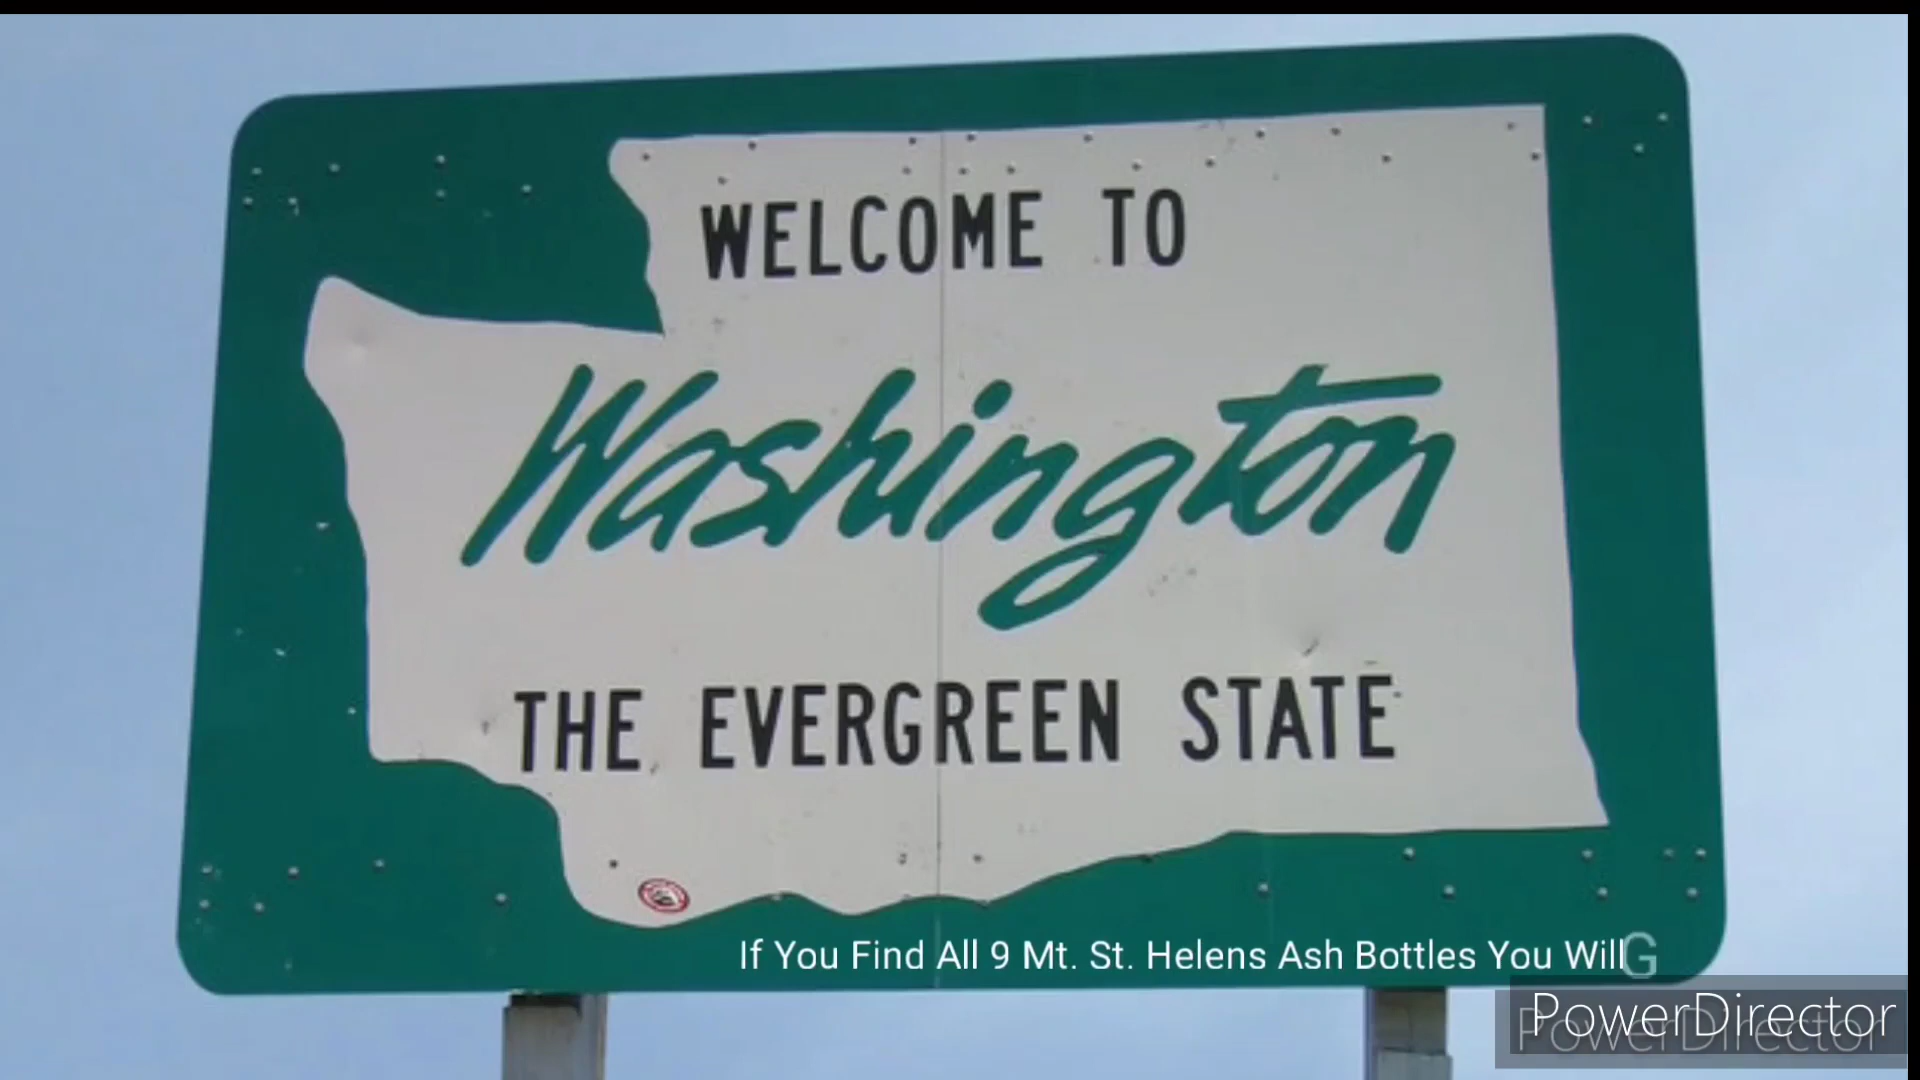 WELCOME TO
Washington
THE EVERGREEN STATE
If You Find All 9 Mt. St. Helens Ash Bottles You Will G
PowerDirector
PowerDirector